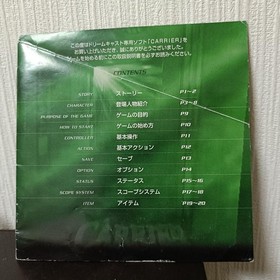 この度はドリームキャスト専用ソフト「CARRIER」を
お買い上げいただき、誠にありがとうございました。
ゲームを始める前にこの取扱説明書を必ずお読みください。
CONTENTS
STORY ストーリー P1~2
CHARACTER 登場人物紹介 P3~8
PURPOSE OF THE GAME ゲームの目的 P9
HOW TO START ゲームの始め方 P10
CONTROLLER 基本操作 P11
ACTION 基本アクション P12
SAVE セーブ P13
OPTION オプション P14
STATUS ステータス P15~16
SCOPE SYSTEM スコープシステム P17~18
ITEM アイテム P19~20
CARRIER